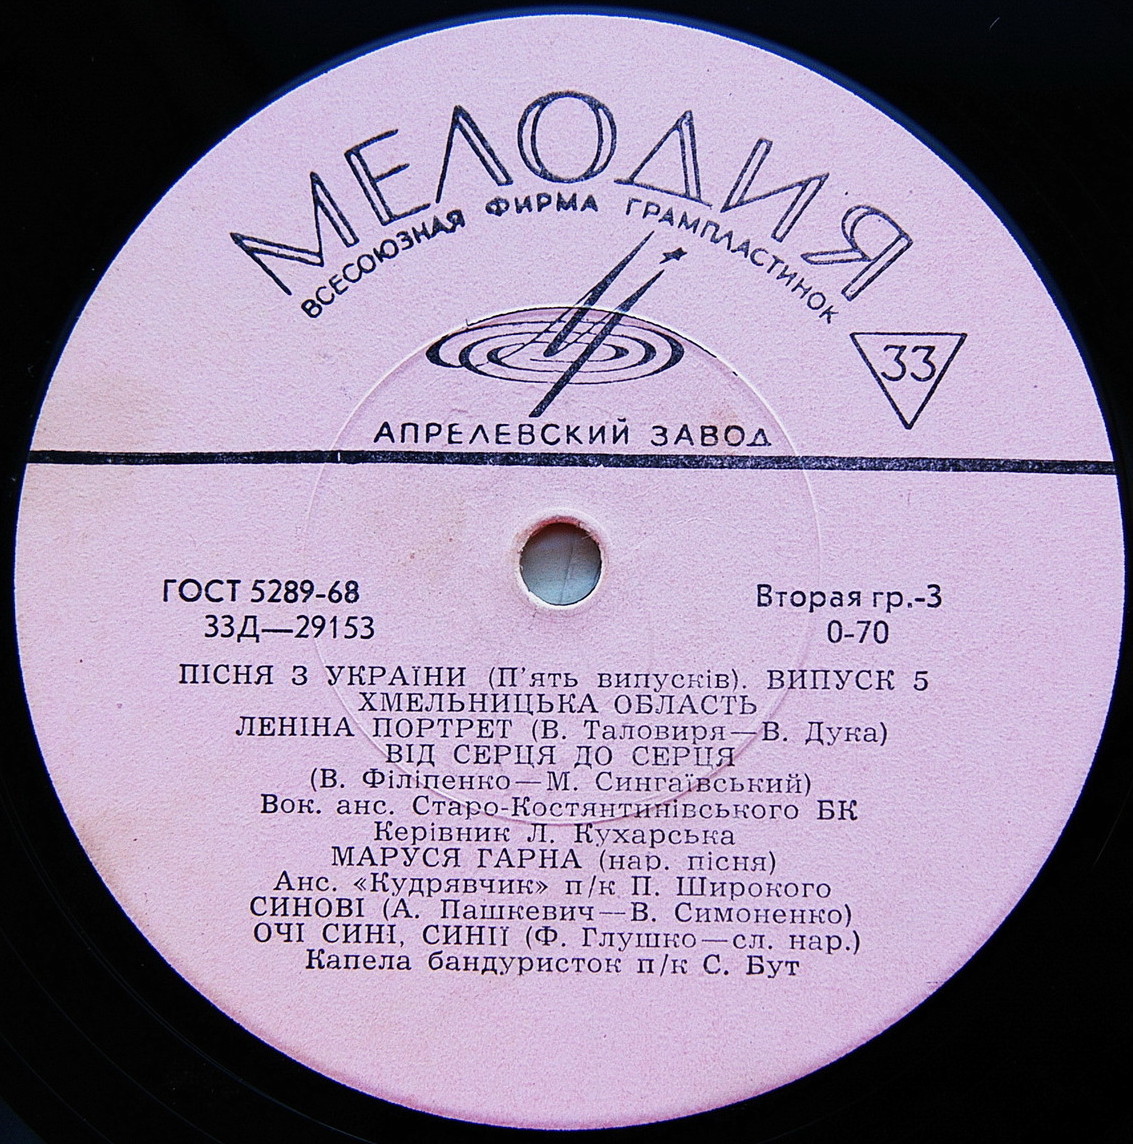 МЕЛОДИЯ
ВСЕСОЮЗНАЯ ФИРМА ГРАМПЛАСТИНОК
33
АПРЕЛЕВСКИЙ ЗАВОД
ГОСТ 5289-68
Вторая гр.-3
33Д—29153
0-70
ПІСНЯ З УКРАЇНИ (П'ять випусків). ВИПУСК 5
ХМЕЛЬНИЦЬКА ОБЛАСТЬ
ЛЕНІНА ПОРТРЕТ (В. Таловиря—В. Дука)
ВІД СЕРЦЯ ДО СЕРЦЯ
(В. Філіпенко—М. Сингаївський)
Вок. анс. Старо-Костянтинівського БК
Керівник Л. Кухарська
МАРУСЯ ГАРНА (нар. пісня)
Анс. «Кудрявчик» п/к П. Широкого
СИНОВІ (А. Пашкевич—В. Симоненко)
ОЧІ СИНІ, СИНІЇ (Ф. Глушко—сл. нар.)
Капела бандуристок п/к С. Бут